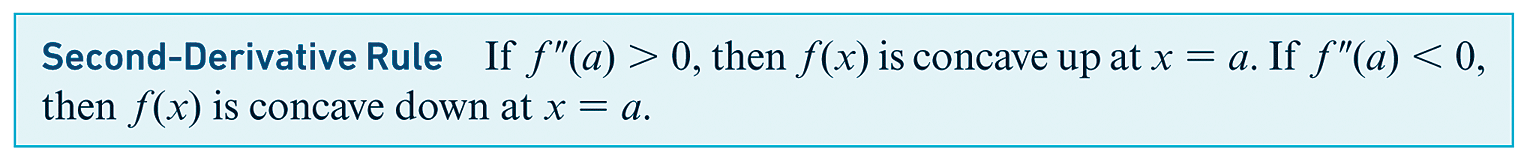 Second-Derivative Rule If f″(a) > 0, then f(x) is concave up at x = a. If f″(a) < 0,
then f(x) is concave down at x = a.